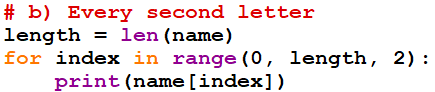 # b) Every second letter
length = len(name)
for index in range(0, length, 2):
    print(name[index])